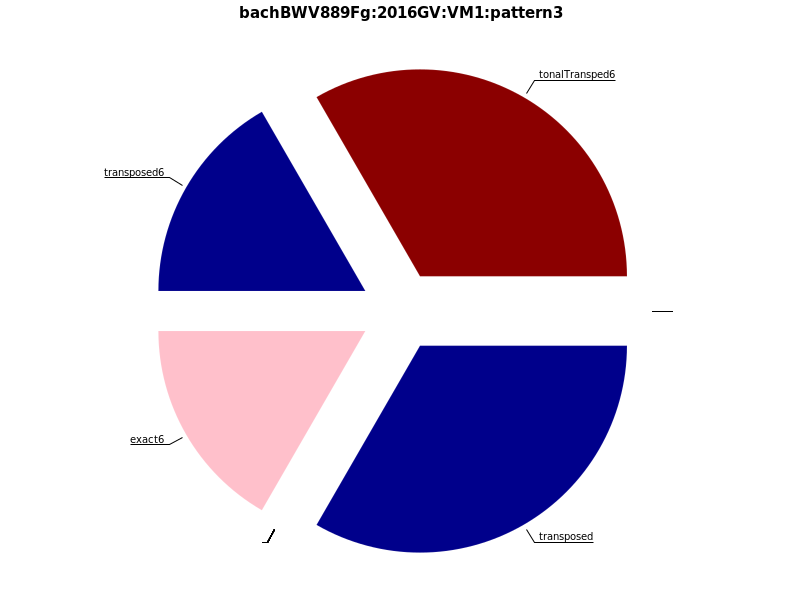 bachBWV889Fg:2016GV:VM1:pattern3
tonalTransped6
transposed6
exact6
transposed